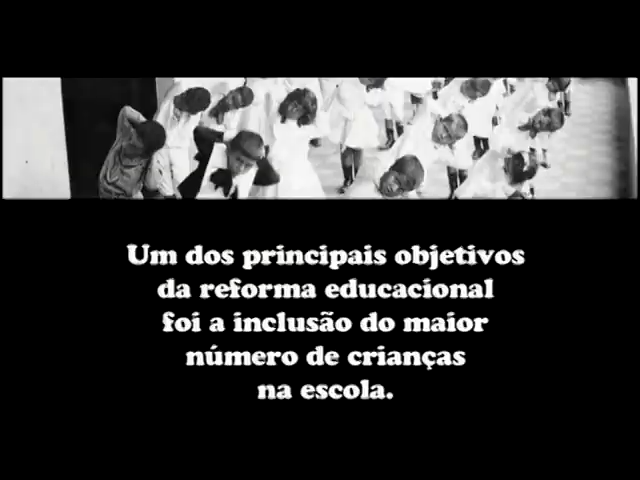 Um dos principais objetivos
da reforma educacional
foi a inclusão do maior
número de crianças
na escola.